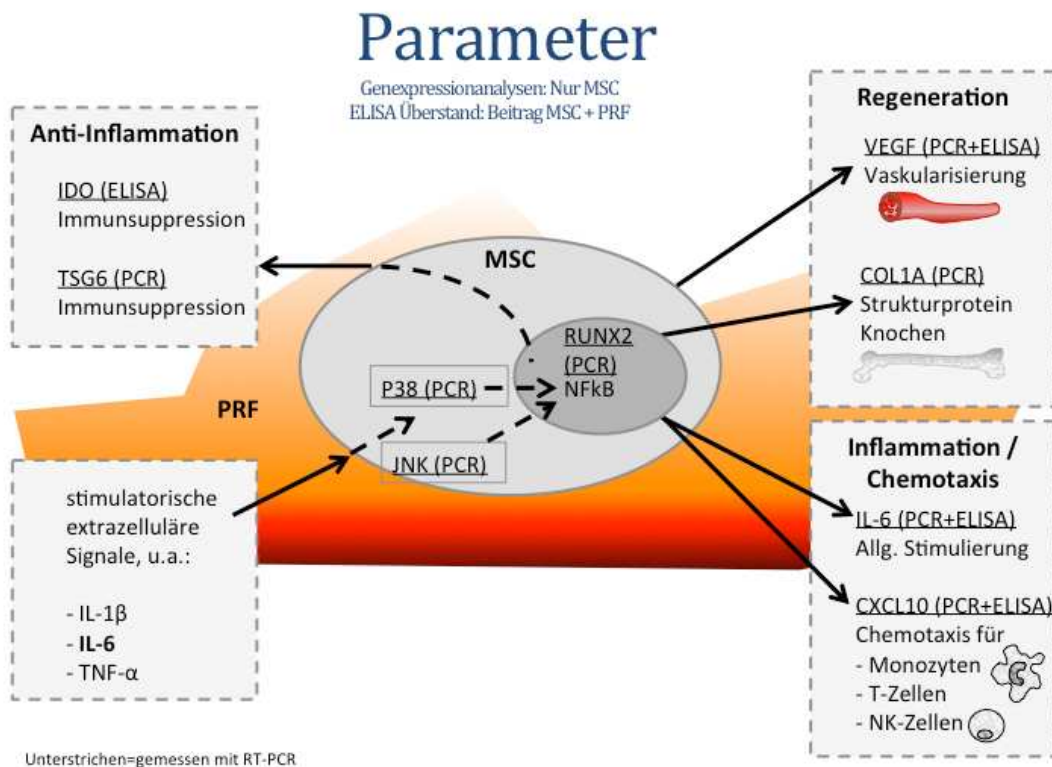 Parameter
Genexpressionanalysen: Nur MSC
ELISA Überstand: Beitrag MSC + PRF
Anti-Inflammation
IDO (ELISA)
Immunsuppression
TSG6 (PCR)
Immunsuppression
MSC
RUNX2
(PCR)
NFkB
P38 (PCR)
JNK (PCR)
PRF
stimulatorische
extrazelluläre
Signale, u.a.:
- IL-1β
- IL-6
- TNF-α
Regeneration
VEGF (PCR+ELISA)
Vaskularisierung
COL1A (PCR)
Strukturprotein
Knochen
Inflammation /
Chemotaxis
IL-6 (PCR+ELISA)
Allg. Stimulierung
CXCL10 (PCR+ELISA)
Chemotaxis für
- Monozyten
- T-Zellen
- NK-Zellen
Unterstrichen=gemessen mit RT-PCR